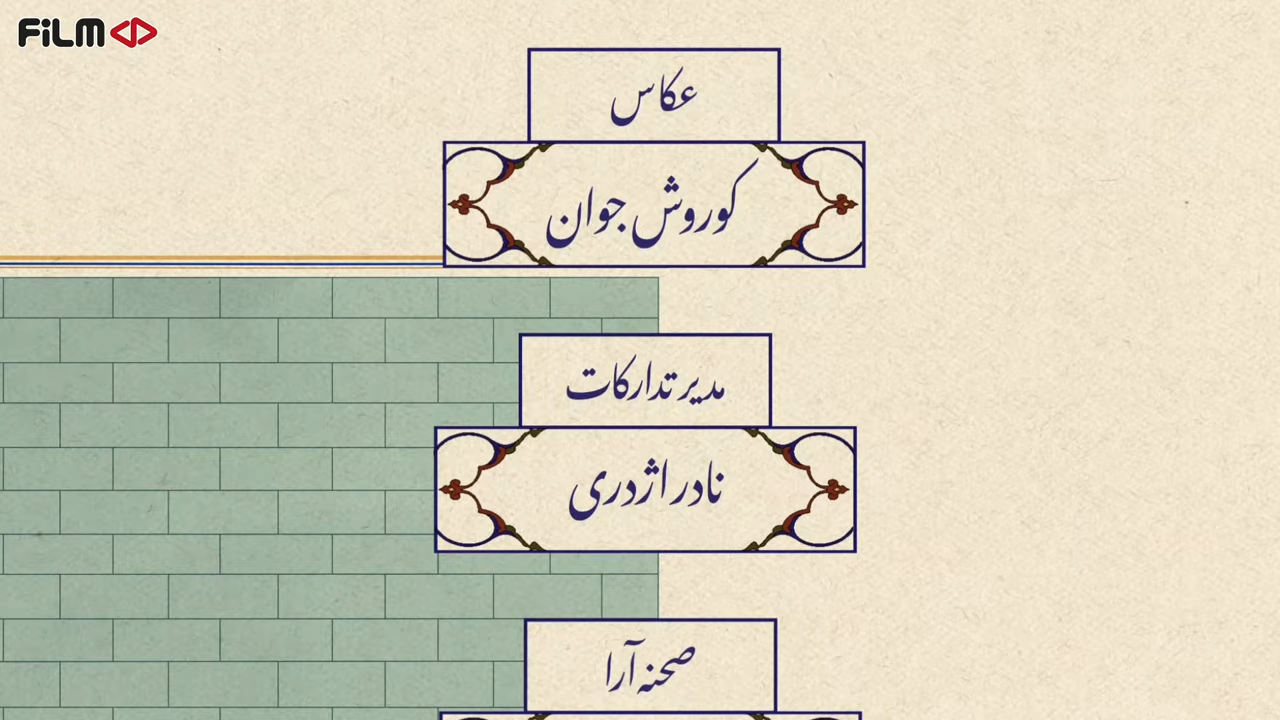 FiLM
عکاس
کوروش جوان
مدیر تدارکات
نادر اژدری
صحنه آرا